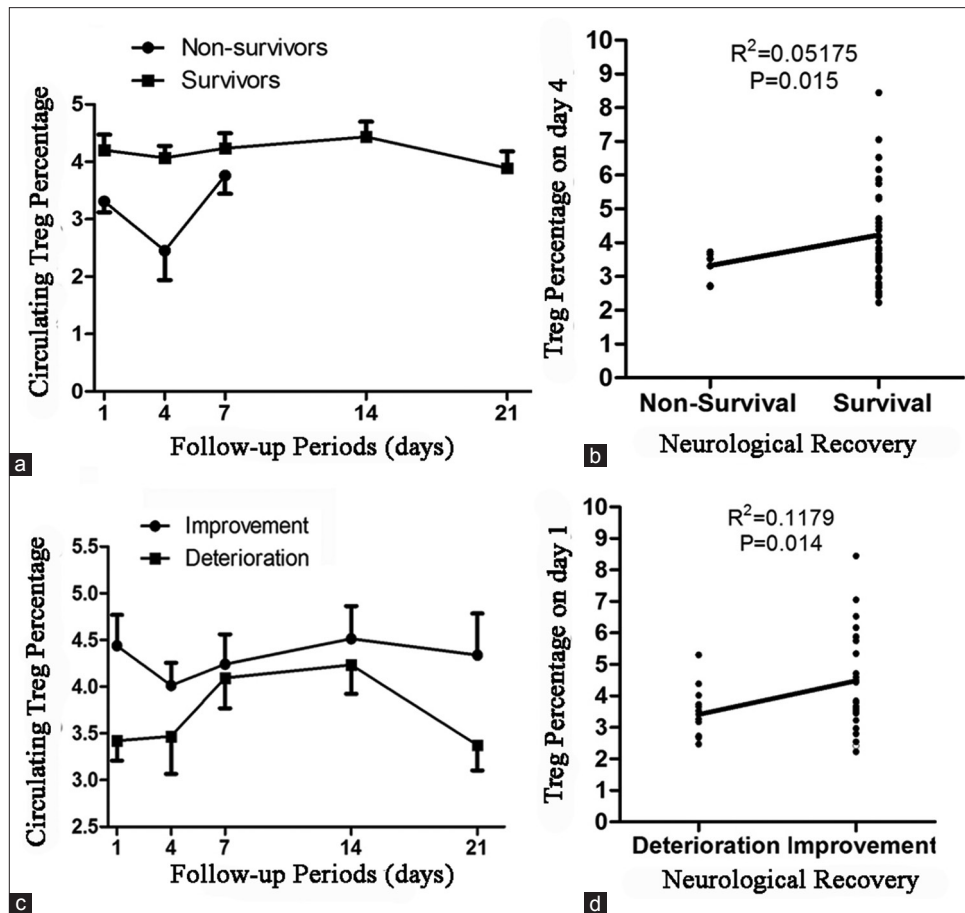 Non-survivors
Survivors
Circulating Treg Percentage
5
4
3
2
1
0
1 4 7 14 21
Follow-up Periods (days)
a
R²=0.05175
P=0.015
Treg Percentage on day 4
10
9
8
7
6
5
4
3
2
1
0
Non-Survival Survival
Neurological Recovery
b
Improvement
Deterioration
Circulating Treg Percentage
5.5
5.0
4.5
4.0
3.5
3.0
2.5
1 4 7 14 21
Follow-up Periods (days)
c
R²=0.1179
P=0.014
Treg Percentage on day 1
10
9
8
7
6
5
4
3
2
1
0
Deterioration Improvement
Neurological Recovery
d